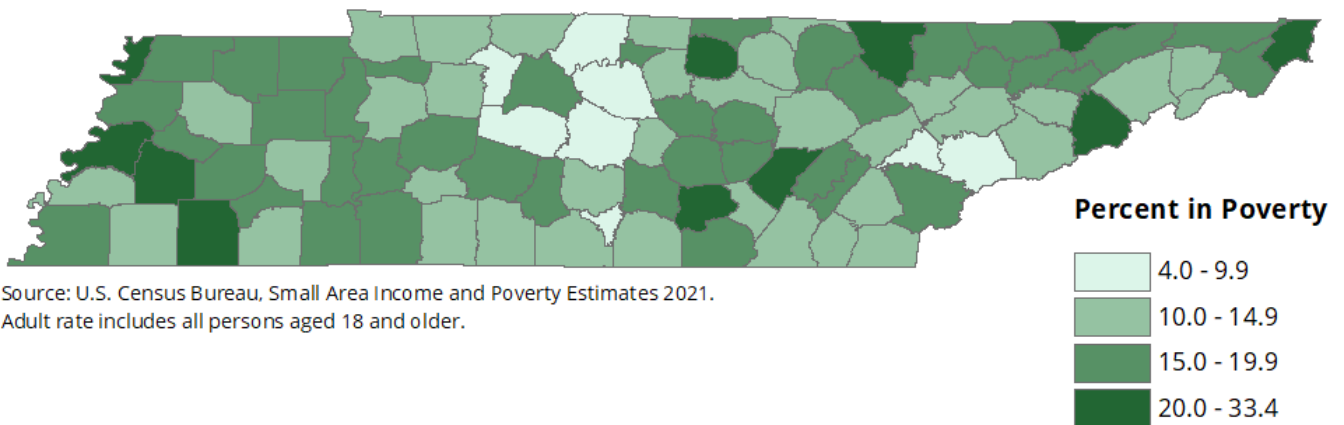 Percent in Poverty
4.0 - 9.9
10.0 - 14.9
15.0 - 19.9
20.0 - 33.4
Source: U.S. Census Bureau, Small Area Income and Poverty Estimates 2021.
Adult rate includes all persons aged 18 and older.